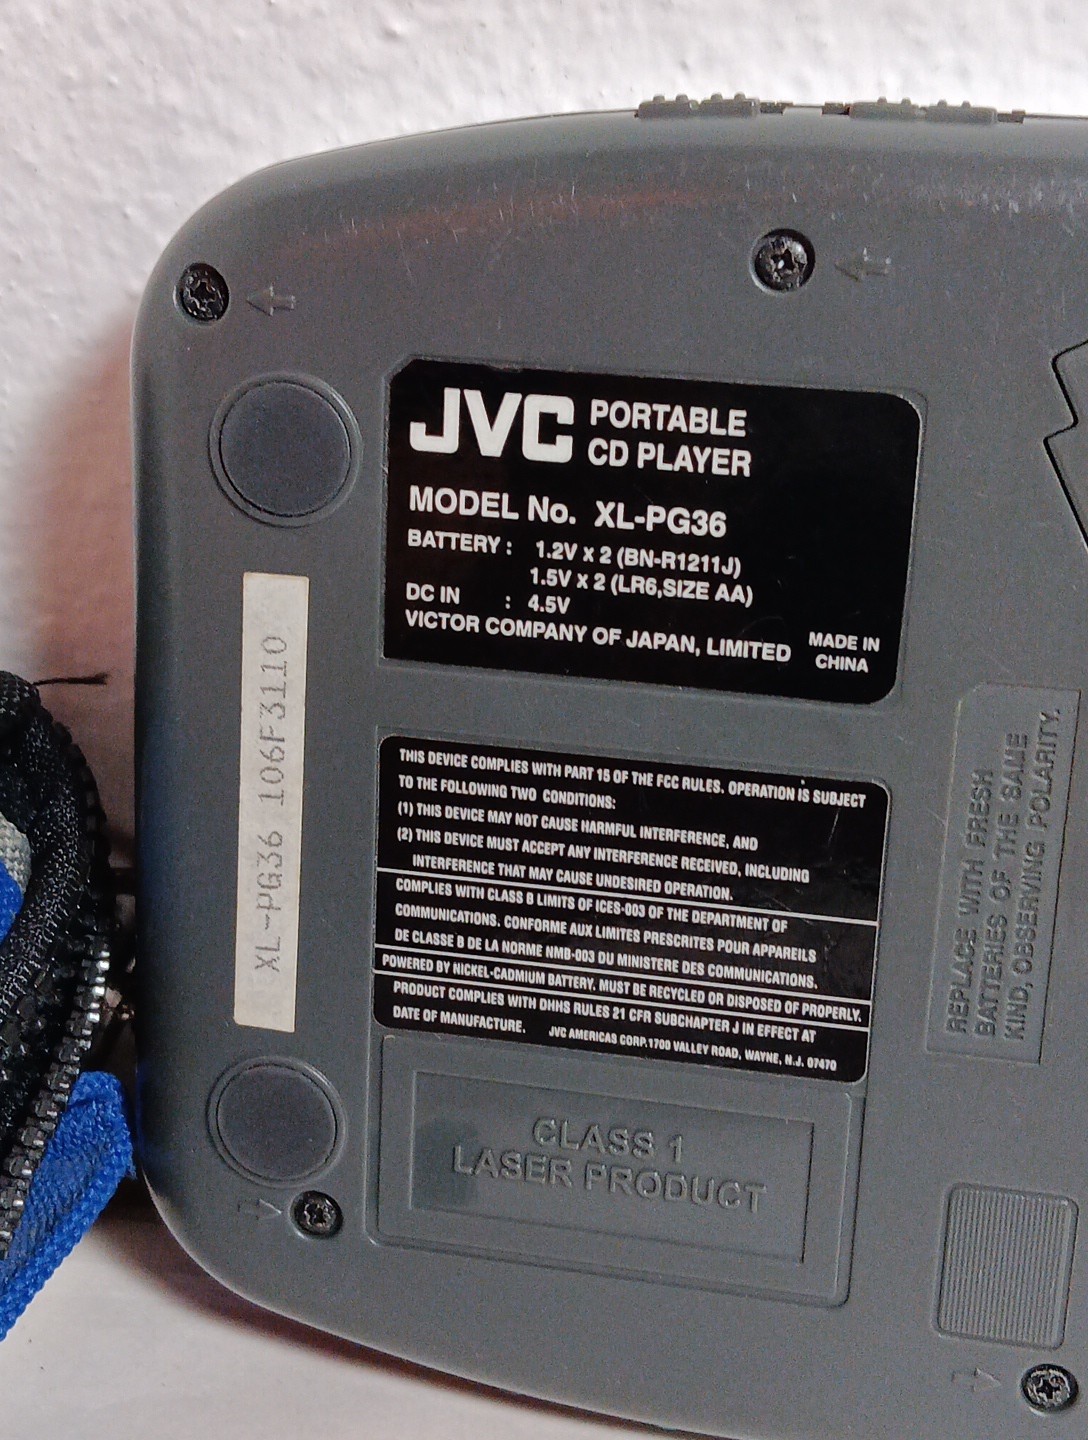 JVC PORTABLE
CD PLAYER
MODEL No. XL-PG36
BATTERY : 1.2V x 2 (BN-R1211J)
1.5V x 2 (LR6,SIZE AA)
DC IN : 4.5V
VICTOR COMPANY OF JAPAN, LIMITED
MADE IN
CHINA
XL-PG36 106F3110
THIS DEVICE COMPLIES WITH PART 15 OF THE FCC RULES. OPERATION IS SUBJECT
TO THE FOLLOWING TWO CONDITIONS:
(1) THIS DEVICE MAY NOT CAUSE HARMFUL INTERFERENCE, AND
(2) THIS DEVICE MUST ACCEPT ANY INTERFERENCE RECEIVED, INCLUDING
INTERFERENCE THAT MAY CAUSE UNDESIRED OPERATION.
COMPLIES WITH CLASS B LIMITS OF ICES-003 OF THE DEPARTMENT OF
COMMUNICATIONS. CONFORME AUX LIMITES PRESCRITES POUR APPAREILS
DE CLASSE B DE LA NORME NMB-003 DU MINISTERE DES COMMUNICATIONS.
POWERED BY NICKEL-CADMIUM BATTERY. MUST BE RECYCLED OR DISPOSED OF PROPERLY.
PRODUCT COMPLIES WITH DHHS RULES 21 CFR SUBCHAPTER J IN EFFECT AT
DATE OF MANUFACTURE. JVC AMERICAS CORP.1700 VALLEY ROAD, WAYNE, N.J. 07470
REPLACE WITH FRESH
BATTERIES OF THE SAME
KIND, OBSERVING POLARITY.
CLASS 1
LASER PRODUCT